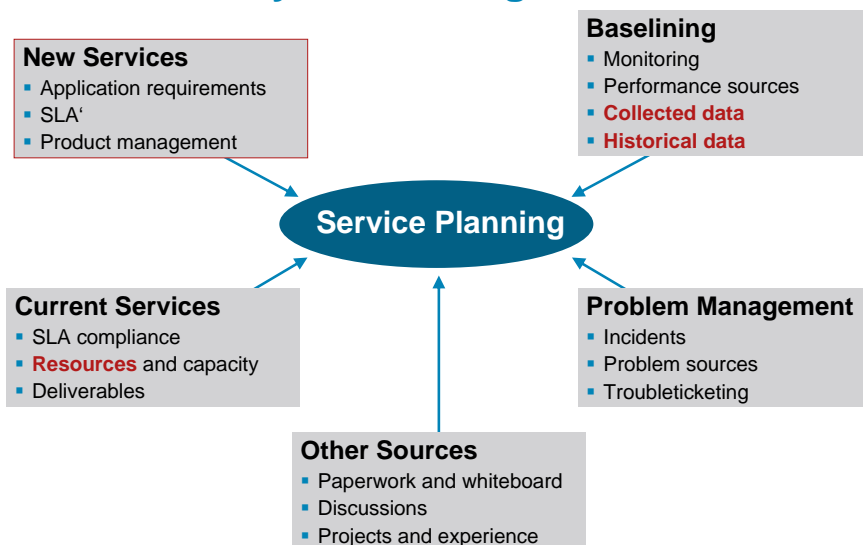 New Services
▪ Application requirements
▪ SLA‘
▪ Product management
Baselining
▪ Monitoring
▪ Performance sources
▪ Collected data
▪ Historical data
Service Planning
Current Services
▪ SLA compliance
▪ Resources and capacity
▪ Deliverables
Problem Management
▪ Incidents
▪ Problem sources
▪ Troubleticketing
Other Sources
▪ Paperwork and whiteboard
▪ Discussions
▪ Projects and experience